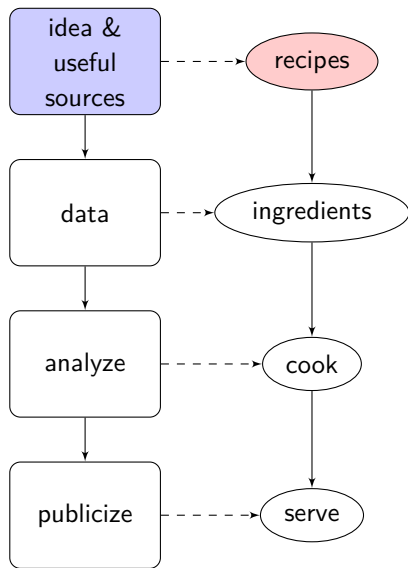 idea &
useful
sources
recipes
data
ingredients
analyze
cook
publicize
serve